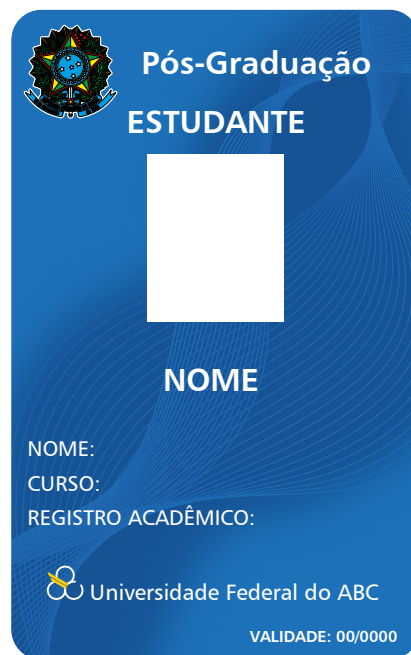 Pós-Graduação
ESTUDANTE
NOME
NOME:
CURSO:
REGISTRO ACADÊMICO:
Universidade Federal do ABC
VALIDADE: 00/0000